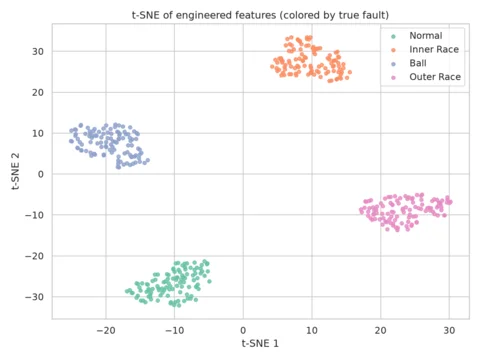 t-SNE of engineered features (colored by true fault)
Normal
Inner Race
Ball
Outer Race
30
20
10
0
−10
−20
−30
t-SNE 2
−20
−10
0
10
20
30
t-SNE 1